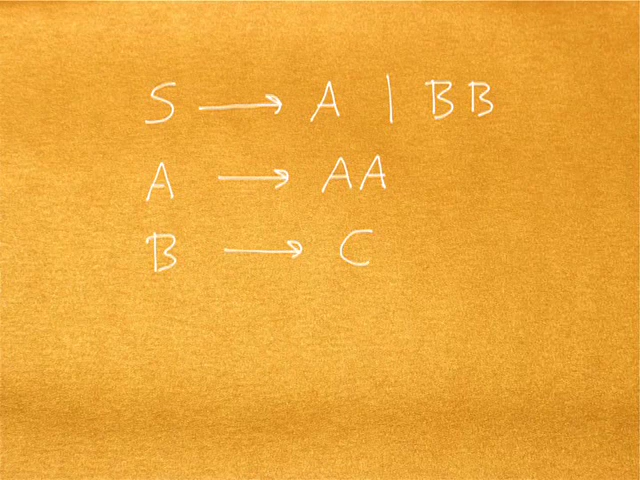 S → A | BB
A → AA
B → C